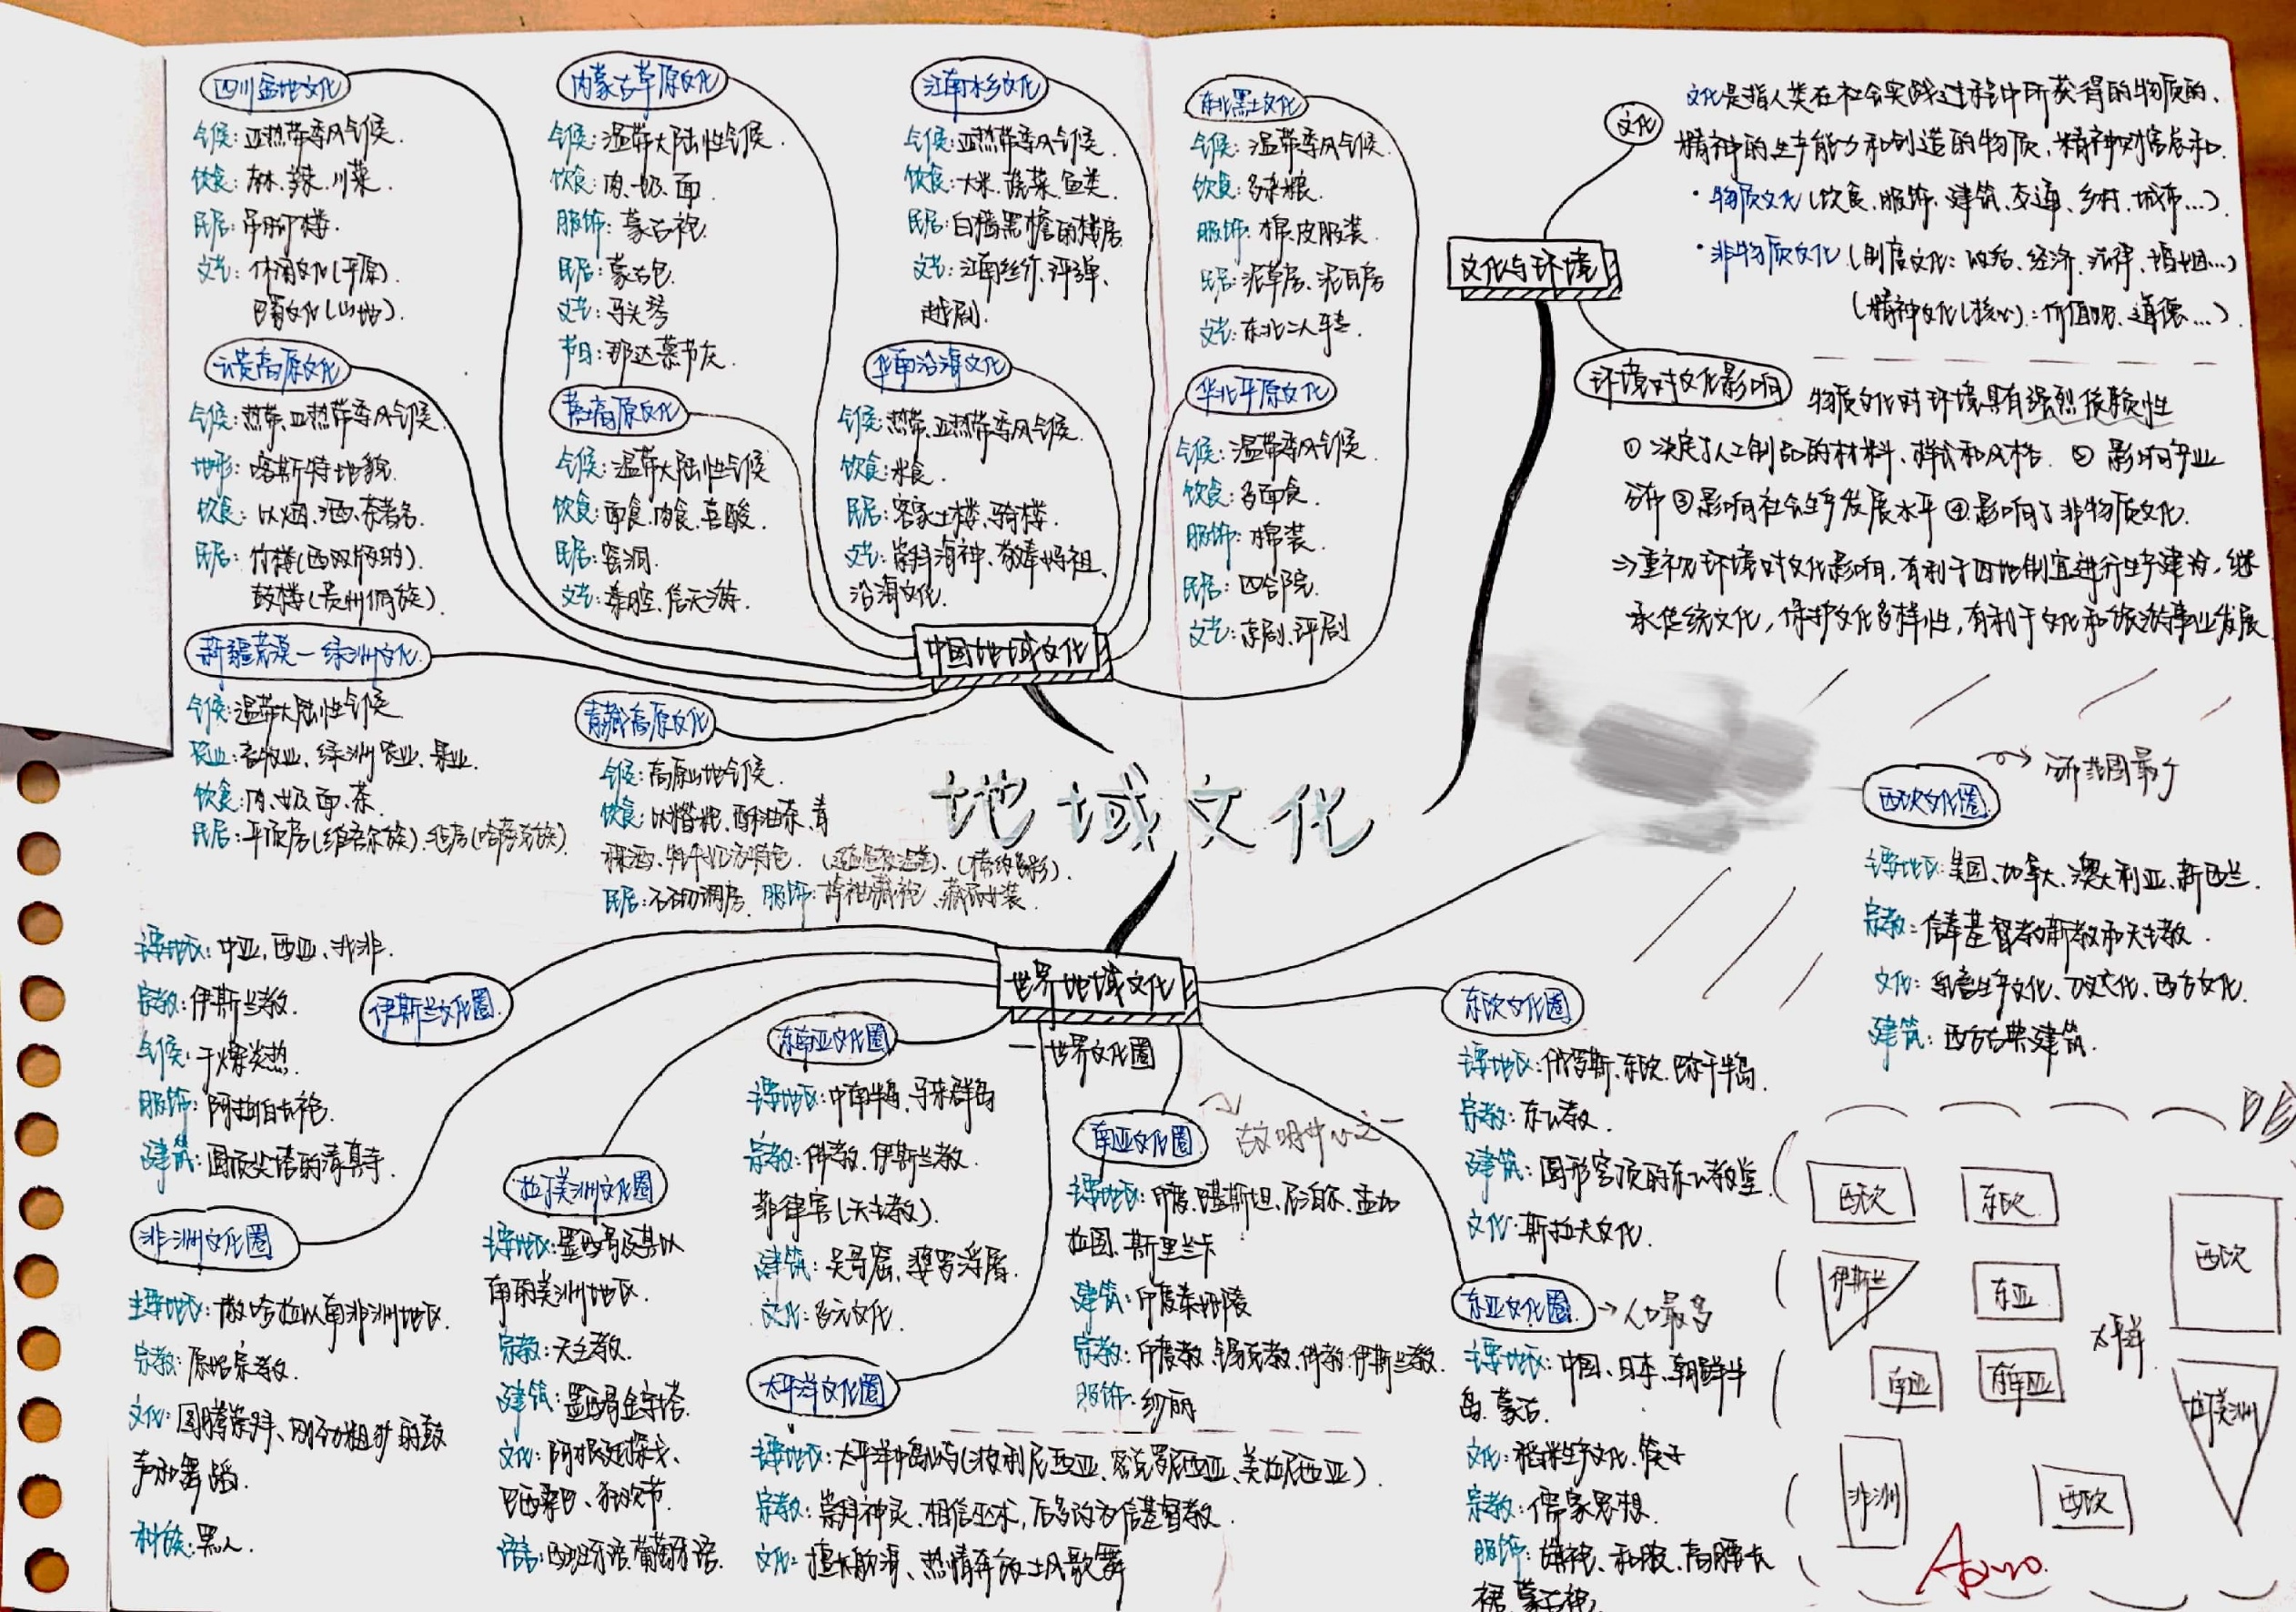 地域文化
文化与环境
文化
文化是指人类在社会实践过程中所获得的物质的、
精神的生产能力和创造的物质、精神财富总和.
·物质文化(饮食、服饰、建筑、交通、乡村、城市…).
·非物质文化(制度文化:政治、经济、法律、婚姻…)
(精神文化(核心):价值观、道德…).
环境对文化影响
物质文化对环境具有强烈依赖性
①决定了人工制品的材料、样式和风格. ②影响产业
分布③影响社会生产发展水平④影响了非物质文化.
⇒重视环境对文化影响,有利于因地制宜进行生产建设,继
承传统文化,保护文化多样性,有利于文化和旅游事业发展
中国地域文化
四川盆地文化
气候:亚热带季风气候.
饮食:麻、辣、川菜.
民居:吊脚楼.
文艺:休闲文化(平原).
巴蜀文化(山地).
云贵高原文化
气候:热带、亚热带季风气候
地形:喀斯特地貌.
饮食:以烟、酒、茶著名.
民居:竹楼(西双版纳).
鼓楼(贵州侗族).
新疆荒漠—绿洲文化
气候:温带大陆性气候
农业:畜牧业、绿洲农业、果业.
饮食:肉、奶、面、茶.
民居:平顶房(维吾尔族).毡房(哈萨克族).
内蒙古草原文化
气候:温带大陆性气候.
饮食:肉、奶、面.
服饰:蒙古袍.
民居:蒙古包.
文艺:马头琴
节日:那达慕节庆.
黄土高原文化
气候:温带大陆性气候
饮食:面食、肉食、喜酸.
民居:窑洞.
文艺:秦腔、信天游.
青藏高原文化
气候:高原山地气候.
饮食:以糌粑、酥油茶、青
稞酒、牦牛肉为特色.
民居:石砌碉房. 服饰:
江南水乡文化
气候:亚热带季风气候.
饮食:大米、蔬菜、鱼类.
民居:白墙黑檐的楼房
文艺:江南丝竹、评弹、
越剧.
华南沿海文化
气候:热带、亚热带季风气候.
饮食:米食.
民居:客家土楼、骑楼.
文艺:崇拜海神、敬奉妈祖、
沿海文化.
东北黑土文化
气候:温带季风气候.
饮食:多杂粮.
服饰:棉、皮服装.
民居:泥草房、泥瓦房
文艺:东北二人转.
华北平原文化
气候:温带季风气候.
饮食:多面食.
服饰:棉装.
民居:四合院.
文艺:京剧、评剧
世界地域文化
世界文化圈
伊斯兰文化圈
主要地区:中亚,西亚、北非.
宗教:伊斯兰教.
气候:干燥炎热.
服饰:阿拉伯长袍.
建筑:圆顶尖塔的清真寺.
非洲文化圈
主要地区:撒哈拉以南非洲地区.
宗教:原始宗教.
文化:图腾崇拜、刚劲粗犷的鼓
声和舞蹈.
种族:黑人.
拉丁美洲文化圈
主要地区:墨西哥及其以
南的美洲地区.
宗教:天主教.
建筑:墨西哥金字塔.
文化:阿根廷探戈、
巴西桑巴、狂欢节.
语言:西班牙语.葡萄牙语.
东南亚文化圈
主要地区:中南半岛、马来群岛
宗教:佛教、伊斯兰教.
菲律宾(天主教).
建筑:吴哥窟、婆罗浮屠.
文化:多元文化.
太平洋文化圈
主要地区:太平洋中岛屿(波利尼西亚、密克罗尼西亚、美拉尼西亚).
宗教:崇拜神灵、相信巫术,后多改为信基督教.
文化:擅长航海、热情奔放土风歌舞
南亚文化圈
古文明中心之一
主要地区:印度、巴基斯坦、尼泊尔、孟加
拉国、斯里兰卡
建筑:印度泰姬陵
宗教:印度教、锡克教、佛教、伊斯兰教.
服饰:纱丽
东欧文化圈
主要地区:俄罗斯、东欧、巴尔干半岛.
宗教:东正教.
建筑:圆形穹顶的东正教堂.
文化:斯拉夫文化.
东亚文化圈→人口最多
主要地区:中国、日本、朝鲜半
岛、蒙古.
文化:稻米生产文化、筷子
宗教:儒家思想.
服饰:旗袍、和服、高腰长
裙、蒙古袍.
西欧文化圈
分布范围最广
主要地区:美国、加拿大、澳大利亚、新西兰.
宗教:信奉基督教新教和天主教.
文化:乳畜生产文化、刀叉文化、西方文化.
建筑:西方古典建筑.
西欧
东欧
伊斯兰
东亚
南亚
东南亚
非洲
西欧
太平洋
西欧
拉丁美洲